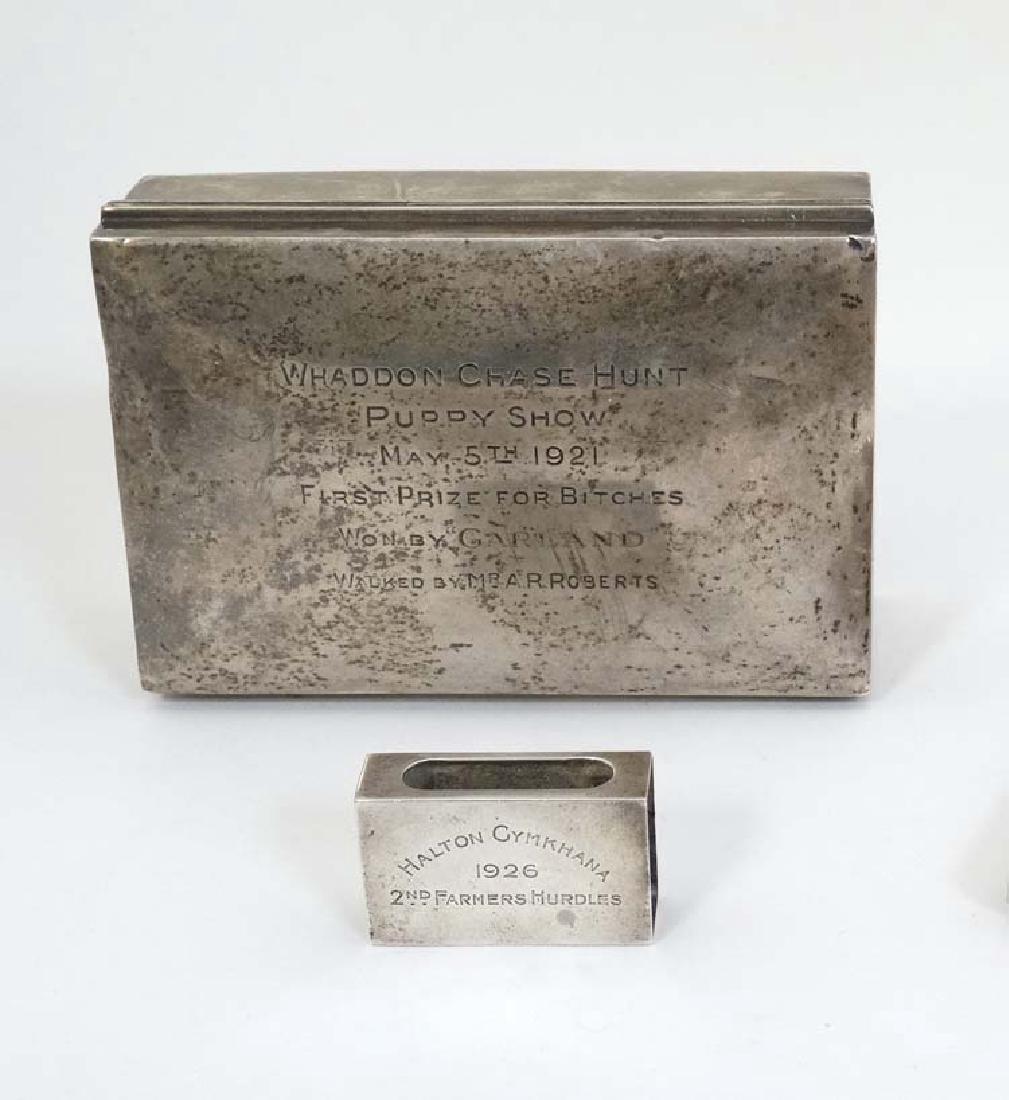 WHADDON CHASE HUNT
PUPPY SHOW
MAY 5TH 1921
FIRST PRIZE FOR BITCHES
WON BY GARLAND
WALKED BY MR A.R. ROBERTS
HALTON GYMKHANA
1926
2ND FARMERS HURDLES